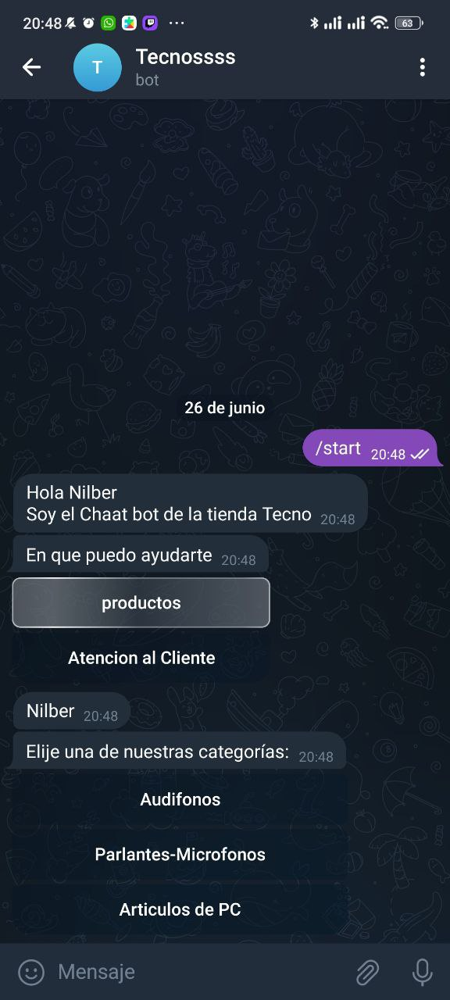 20:48
63
T
Tecnossss
bot
26 de junio
/start 20:48
Hola Nilber
Soy el Chaat bot de la tienda Tecno 20:48
En que puedo ayudarte 20:48
productos
Atencion al Cliente
Nilber 20:48
Elije una de nuestras categorías: 20:48
Audifonos
Parlantes-Microfonos
Articulos de PC
Mensaje